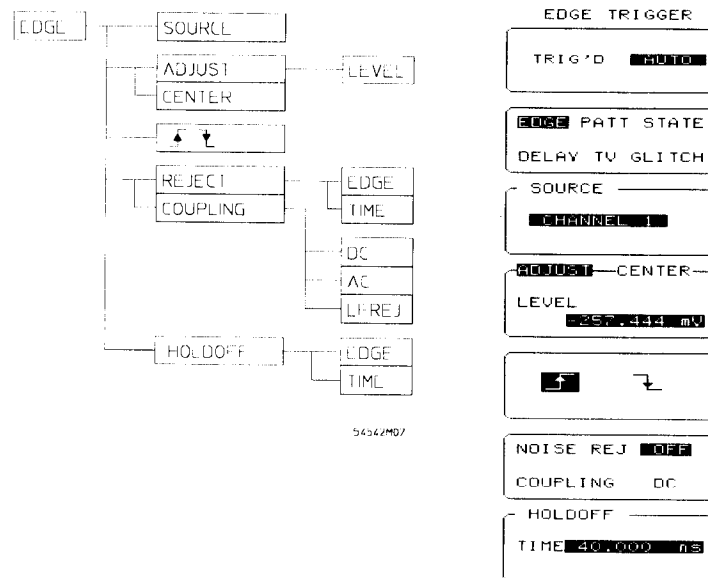 EDGE
SOURCE
ADJUST
LEVEL
CENTER
REJECT
EDGE
COUPLING
TIME
DC
AC
LFREJ
HOLDOFF
EDGE
TIME
54542M07
EDGE TRIGGER
TRIG'D AUTO
EDGE PATT STATE
DELAY TV GLITCH
SOURCE
CHANNEL 1
ADJUST CENTER
LEVEL
-257.444 mV
NOISE REJ OFF
COUPLING DC
HOLDOFF
TIME 40.000 ns